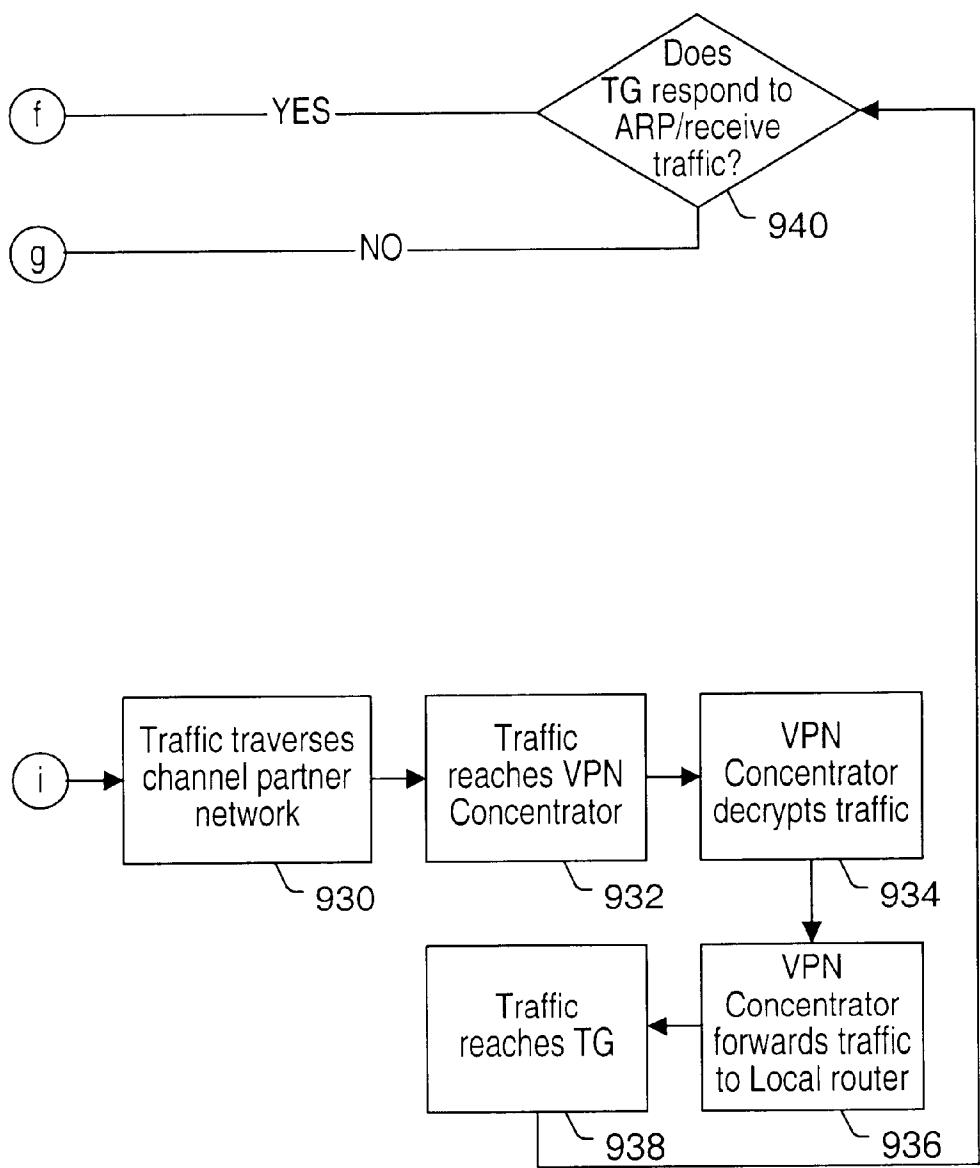 Does
TG respond to
ARP/receive
traffic?
940
f
YES
g
NO
i
Traffic traverses
channel partner
network
930
Traffic
reaches VPN
Concentrator
932
VPN
Concentrator
decrypts traffic
934
VPN
Concentrator
forwards traffic
to Local router
936
Traffic
reaches TG
938